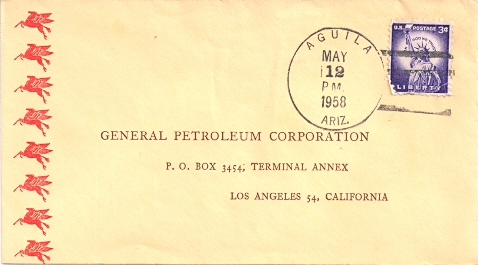 AGUILA
MAY
12
P.M.
1958
ARIZ.
U.S. POSTAGE 3¢
LIBERTY
GENERAL PETROLEUM CORPORATION
P. O. BOX 3454, TERMINAL ANNEX
LOS ANGELES 54, CALIFORNIA